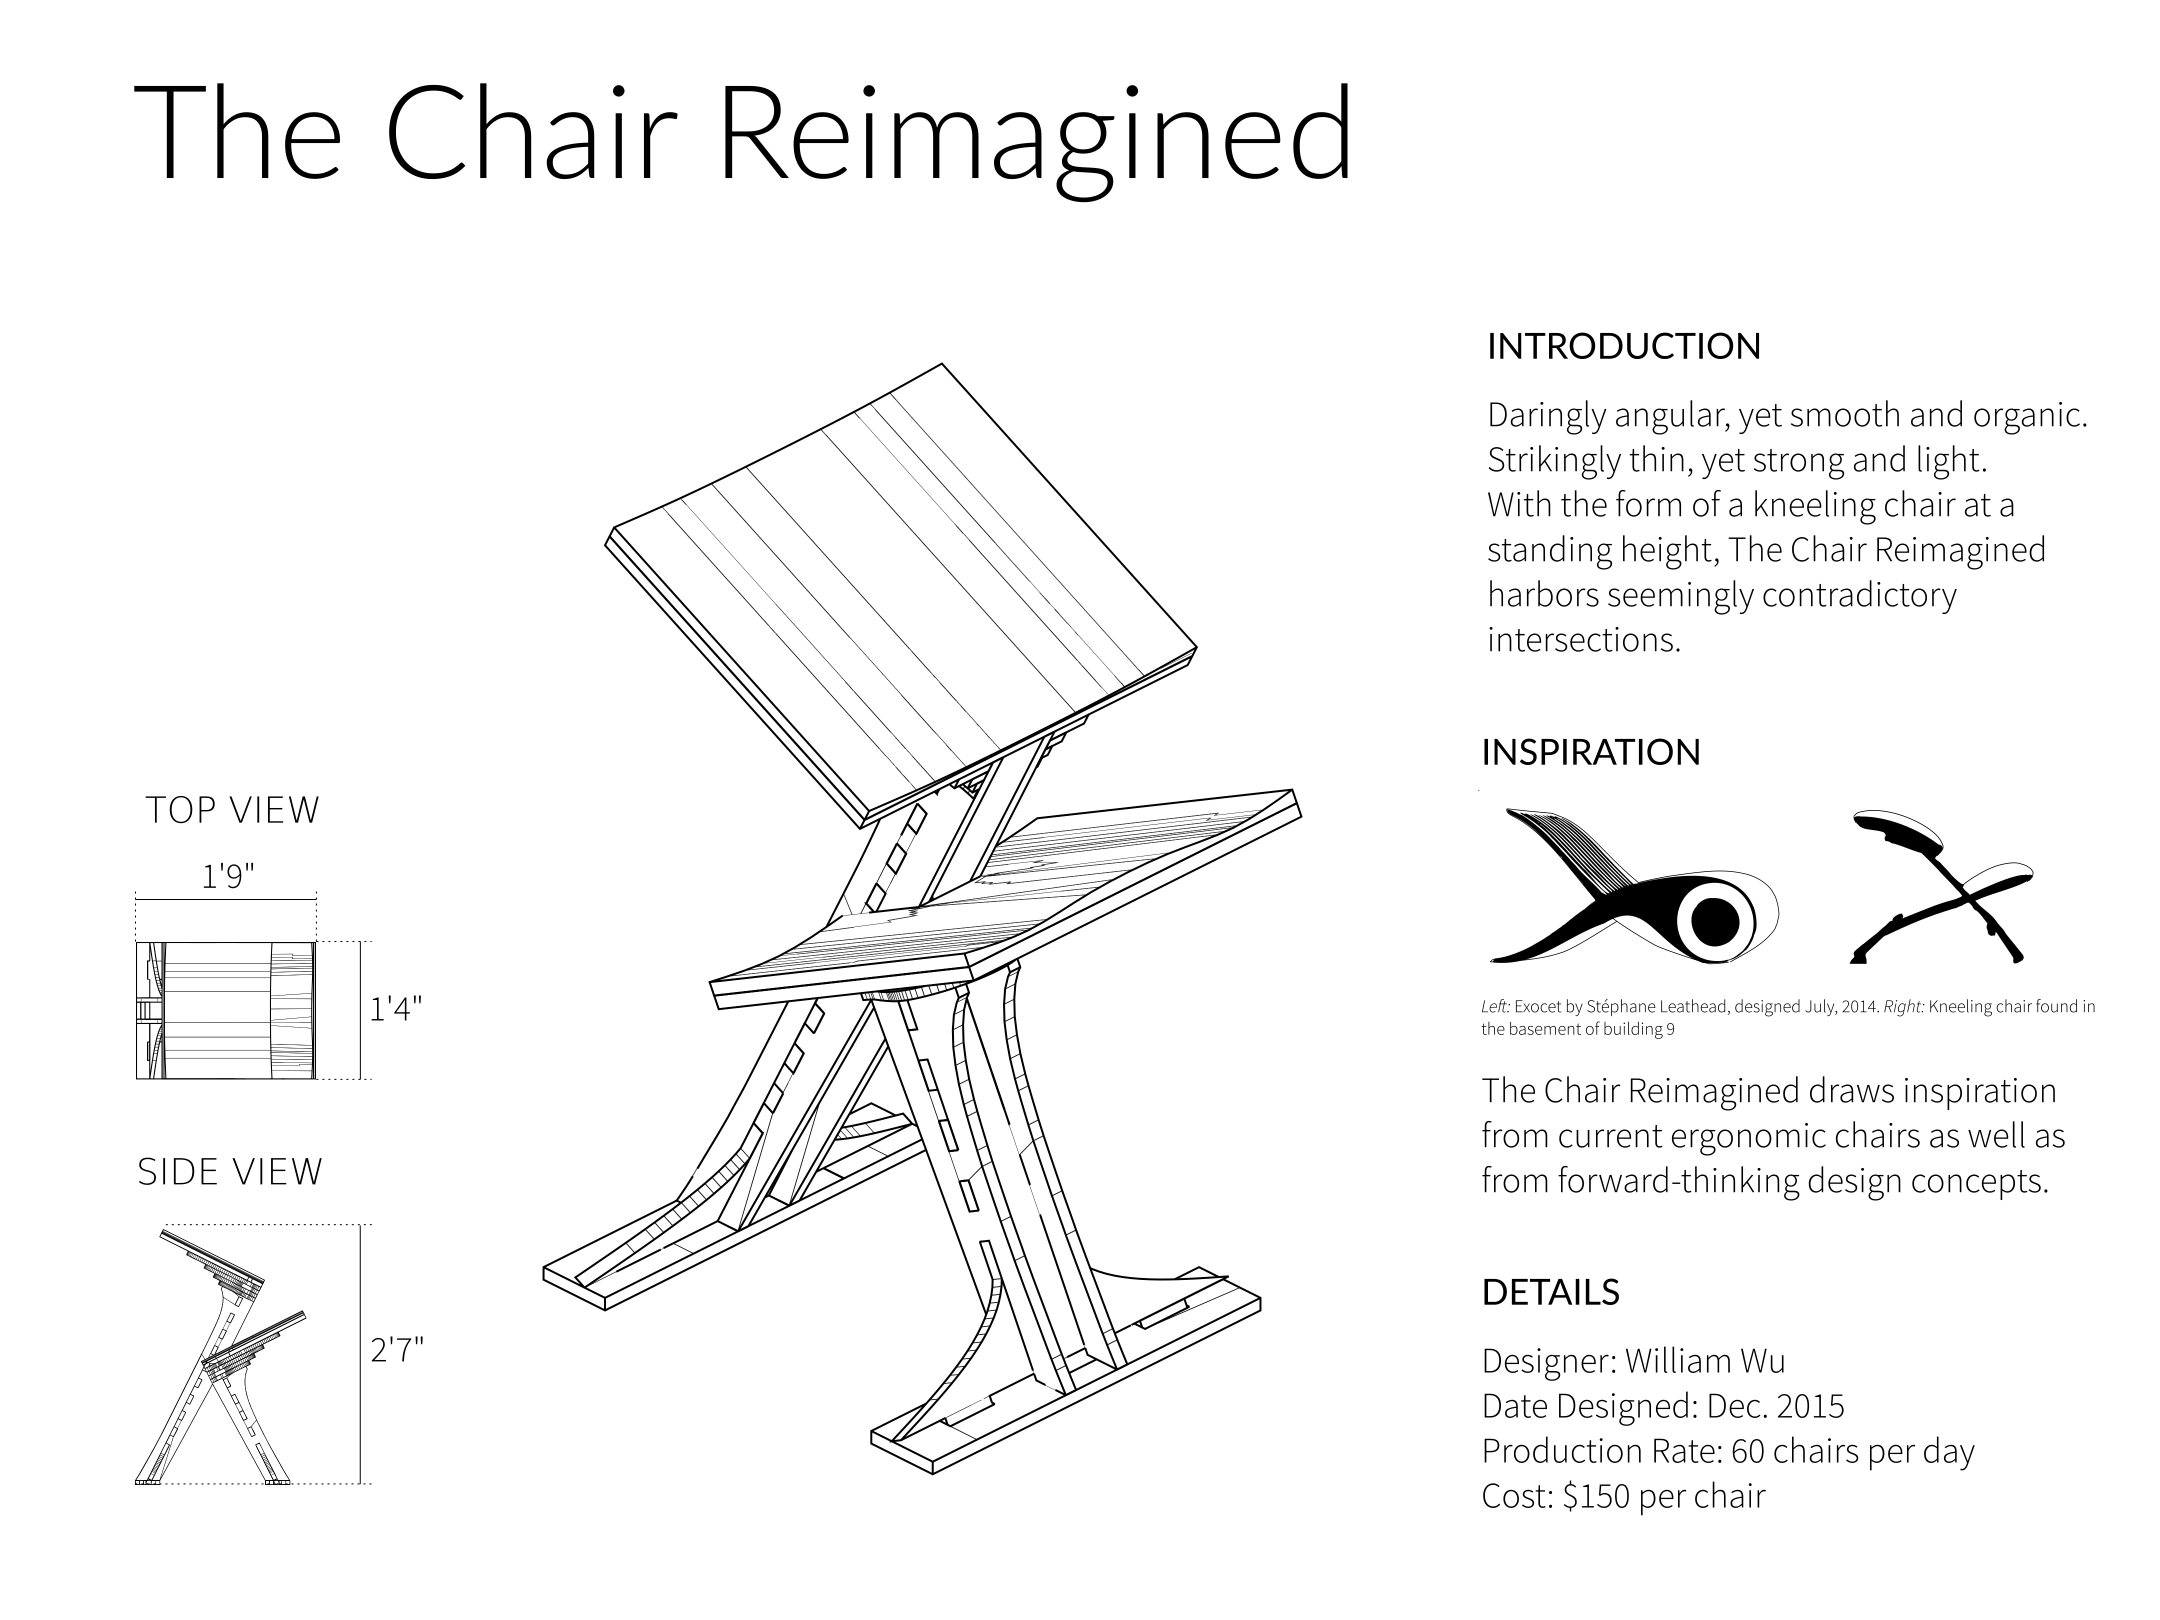 The Chair Reimagined
TOP VIEW
1'9"
1'4"
SIDE VIEW
2'7"
INTRODUCTION
Daringly angular, yet smooth and organic.
Strikingly thin, yet strong and light.
With the form of a kneeling chair at a
standing height, The Chair Reimagined
harbors seemingly contradictory
intersections.
INSPIRATION
Left: Exocet by Stéphane Leathead, designed July, 2014. Right: Kneeling chair found in
the basement of building 9
The Chair Reimagined draws inspiration
from current ergonomic chairs as well as
from forward-thinking design concepts.
DETAILS
Designer: William Wu
Date Designed: Dec. 2015
Production Rate: 60 chairs per day
Cost: $150 per chair